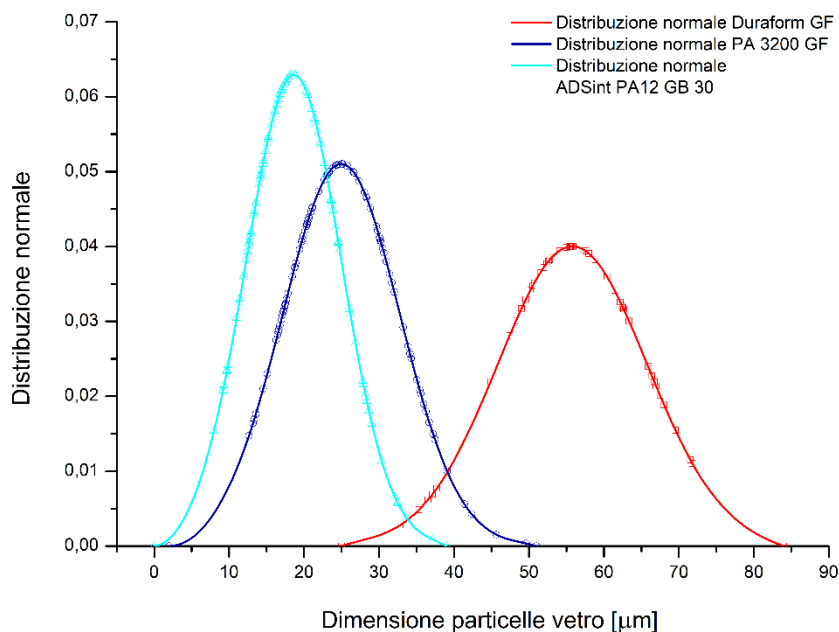 Distribuzione normale Duraform GF
Distribuzione normale PA 3200 GF
Distribuzione normale
ADSint PA12 GB 30
0,07
0,06
0,05
0,04
0,03
0,02
0,01
0,00
Distribuzione normale
0 10 20 30 40 50 60 70 80 90
Dimensione particelle vetro [μm]